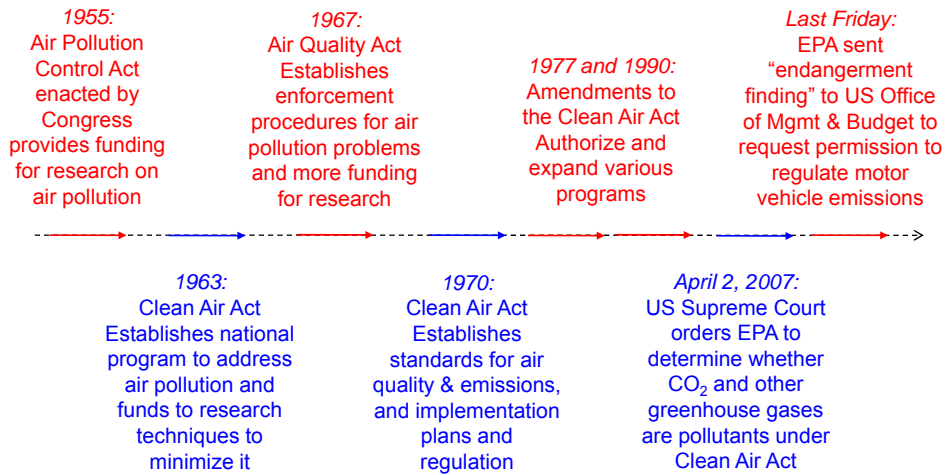 1955:
Air Pollution
Control Act
enacted by
Congress
provides funding
for research on
air pollution
1967:
Air Quality Act
Establishes
enforcement
procedures for air
pollution problems
and more funding
for research
1977 and 1990:
Amendments to
the Clean Air Act
Authorize and
expand various
programs
Last Friday:
EPA sent
“endangerment
finding” to US Office
of Mgmt & Budget to
request permission to
regulate motor
vehicle emissions
1963:
Clean Air Act
Establishes national
program to address
air pollution and
funds to research
techniques to
minimize it
1970:
Clean Air Act
Establishes
standards for air
quality & emissions,
and implementation
plans and
regulation
April 2, 2007:
US Supreme Court
orders EPA to
determine whether
CO₂ and other
greenhouse gases
are pollutants under
Clean Air Act